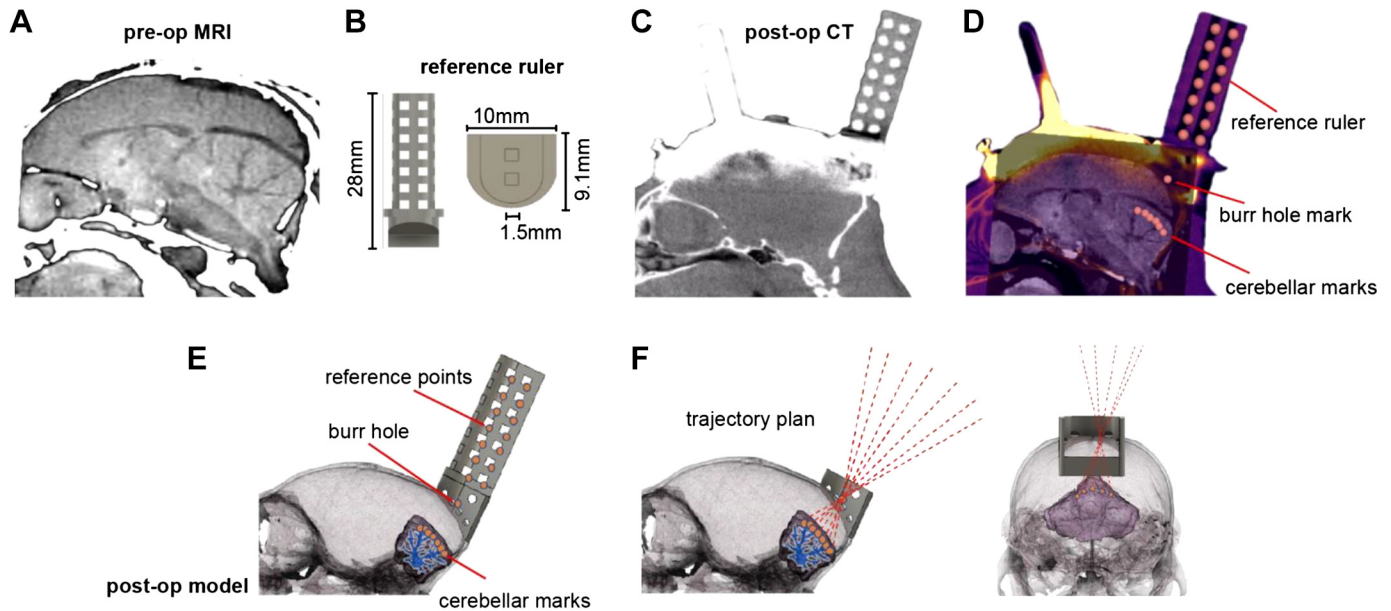 A
pre-op MRI
B
reference ruler
28mm
10mm
9.1mm
1.5mm
C
post-op CT
D
reference ruler
burr hole mark
cerebellar marks
E
reference points
burr hole
post-op model
cerebellar marks
F
trajectory plan